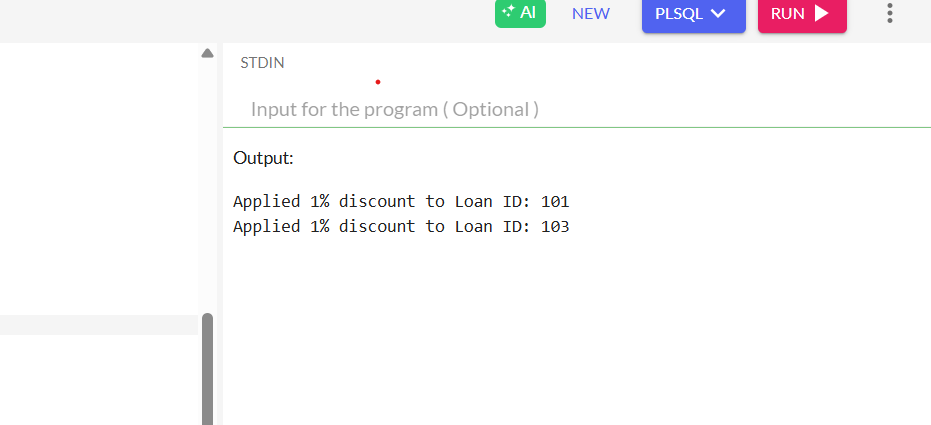 AI NEW PLSQL RUN
STDIN
Input for the program ( Optional )
Output:
Applied 1% discount to Loan ID: 101
Applied 1% discount to Loan ID: 103